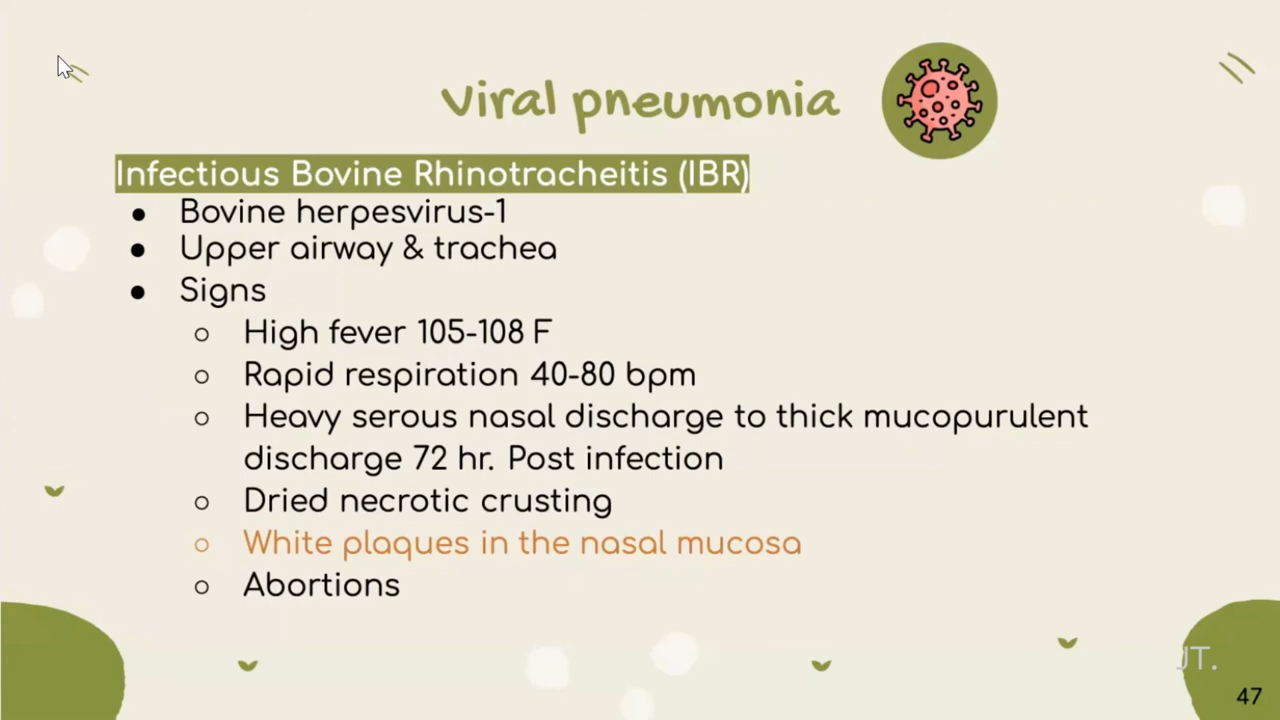 Viral pneumonia
Infectious Bovine Rhinotracheitis (IBR)
● Bovine herpesvirus-1
● Upper airway & trachea
● Signs
○ High fever 105-108 F
○ Rapid respiration 40-80 bpm
○ Heavy serous nasal discharge to thick mucopurulent
discharge 72 hr. Post infection
○ Dried necrotic crusting
○ White plaques in the nasal mucosa
○ Abortions
JT.
47